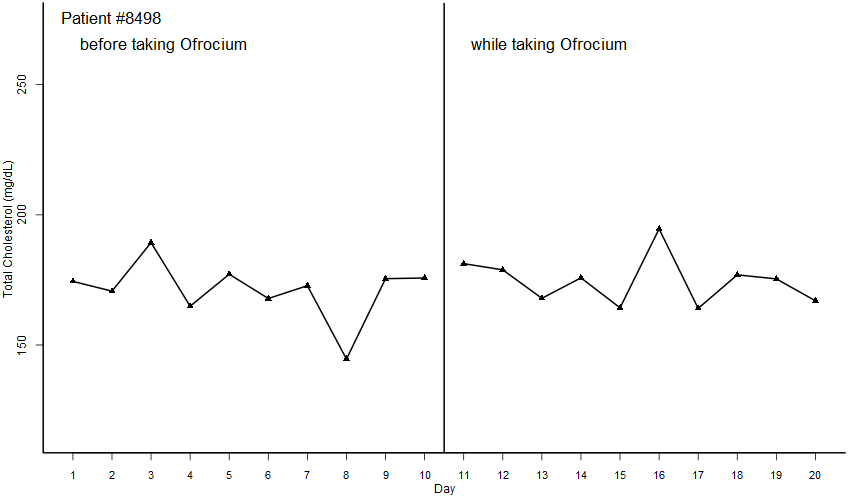 Patient #8498
before taking Ofrocium
while taking Ofrocium
Total Cholesterol (mg/dL)
250
200
150
1 2 3 4 5 6 7 8 9 10 11 12 13 14 15 16 17 18 19 20
Day